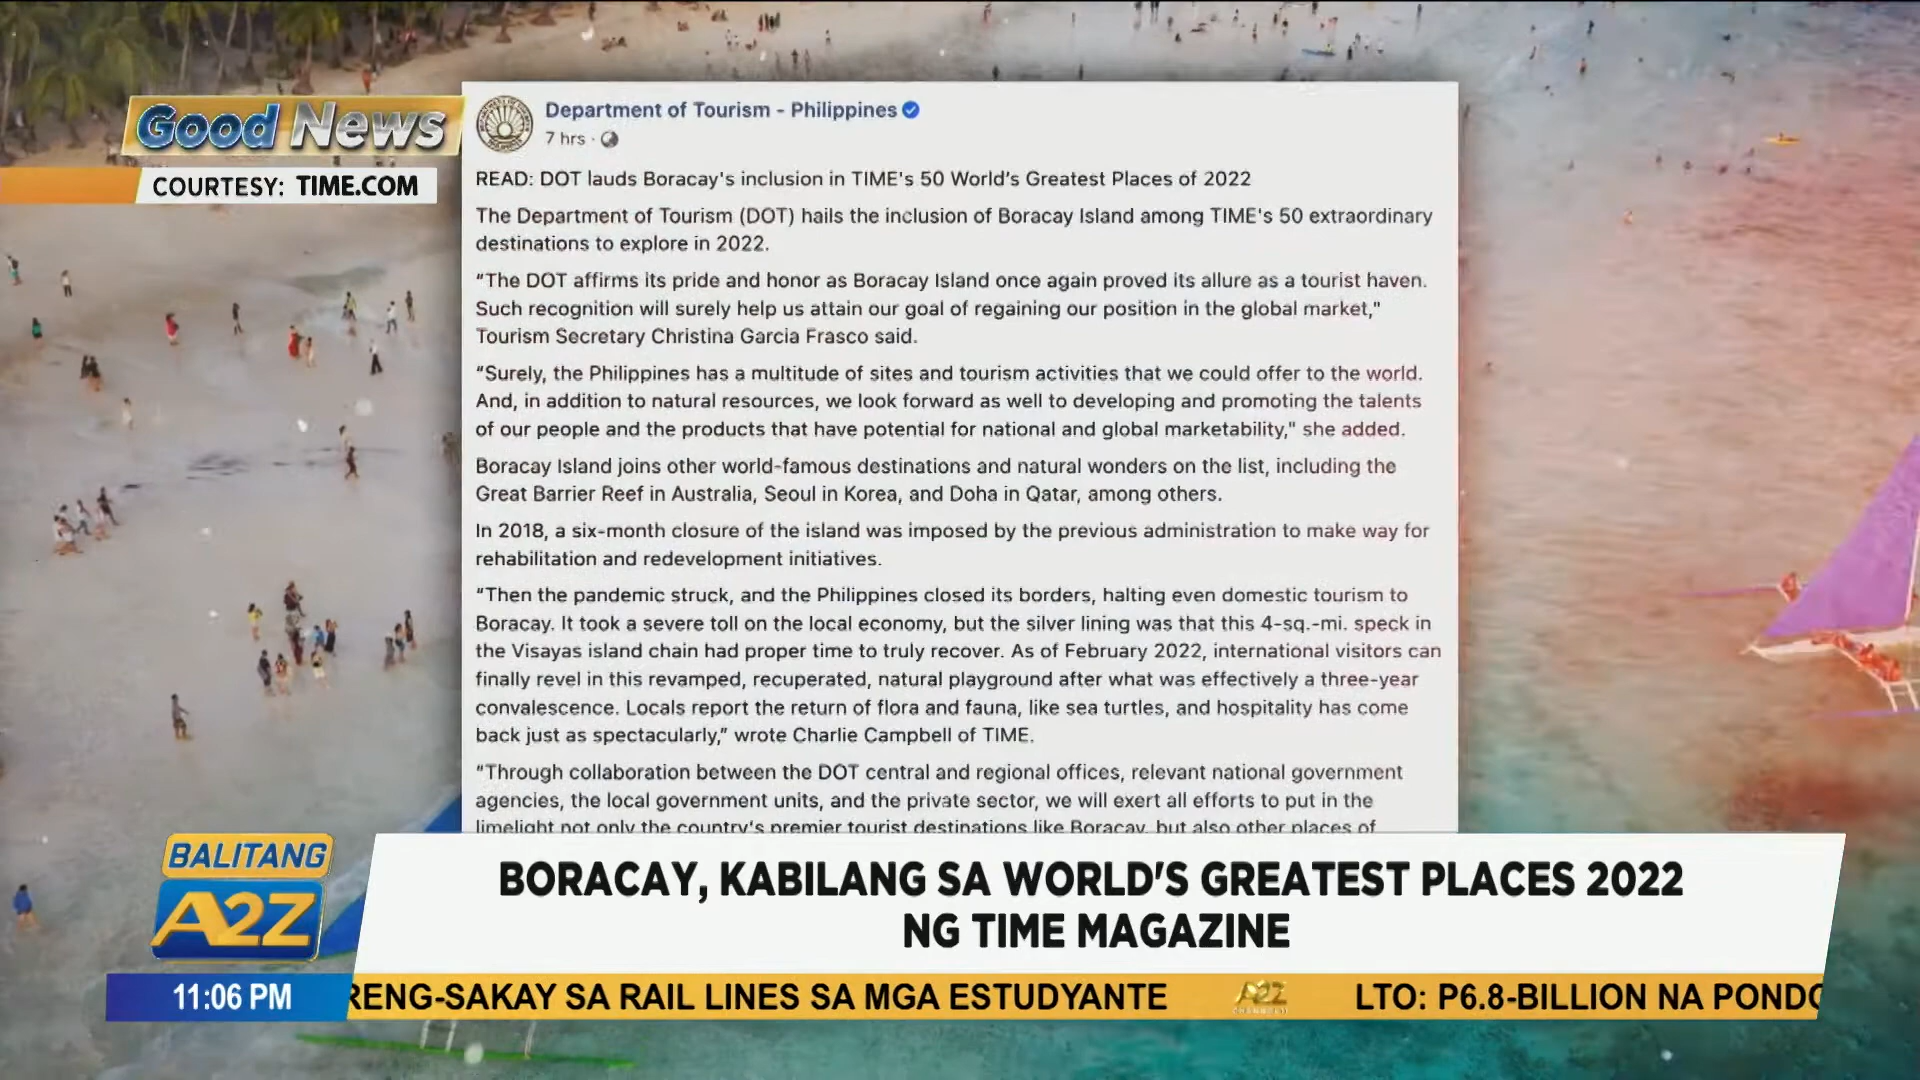 Good News
COURTESY: TIME.COM
Department of Tourism - Philippines
7 hrs ·
READ: DOT lauds Boracay's inclusion in TIME's 50 World's Greatest Places of 2022
The Department of Tourism (DOT) hails the inclusion of Boracay Island among TIME's 50 extraordinary
destinations to explore in 2022.
“The DOT affirms its pride and honor as Boracay Island once again proved its allure as a tourist haven.
Such recognition will surely help us attain our goal of regaining our position in the global market,"
Tourism Secretary Christina Garcia Frasco said.
“Surely, the Philippines has a multitude of sites and tourism activities that we could offer to the world.
And, in addition to natural resources, we look forward as well to developing and promoting the talents
of our people and the products that have potential for national and global marketability," she added.
Boracay Island joins other world-famous destinations and natural wonders on the list, including the
Great Barrier Reef in Australia, Seoul in Korea, and Doha in Qatar, among others.
In 2018, a six-month closure of the island was imposed by the previous administration to make way for
rehabilitation and redevelopment initiatives.
“Then the pandemic struck, and the Philippines closed its borders, halting even domestic tourism to
Boracay. It took a severe toll on the local economy, but the silver lining was that this 4-sq.-mi. speck in
the Visayas island chain had proper time to truly recover. As of February 2022, international visitors can
finally revel in this revamped, recuperated, natural playground after what was effectively a three-year
convalescence. Locals report the return of flora and fauna, like sea turtles, and hospitality has come
back just as spectacularly,” wrote Charlie Campbell of TIME.
“Through collaboration between the DOT central and regional offices, relevant national government
agencies, the local government units, and the private sector, we will exert all efforts to put in the
limelight not only the country's premier tourist destinations like Boracay, but also other places of
BALITANG
A2Z
BORACAY, KABILANG SA WORLD'S GREATEST PLACES 2022
NG TIME MAGAZINE
11:06 PM
RENG-SAKAY SA RAIL LINES SA MGA ESTUDYANTE A2Z LTO: P6.8-BILLION NA PONDO